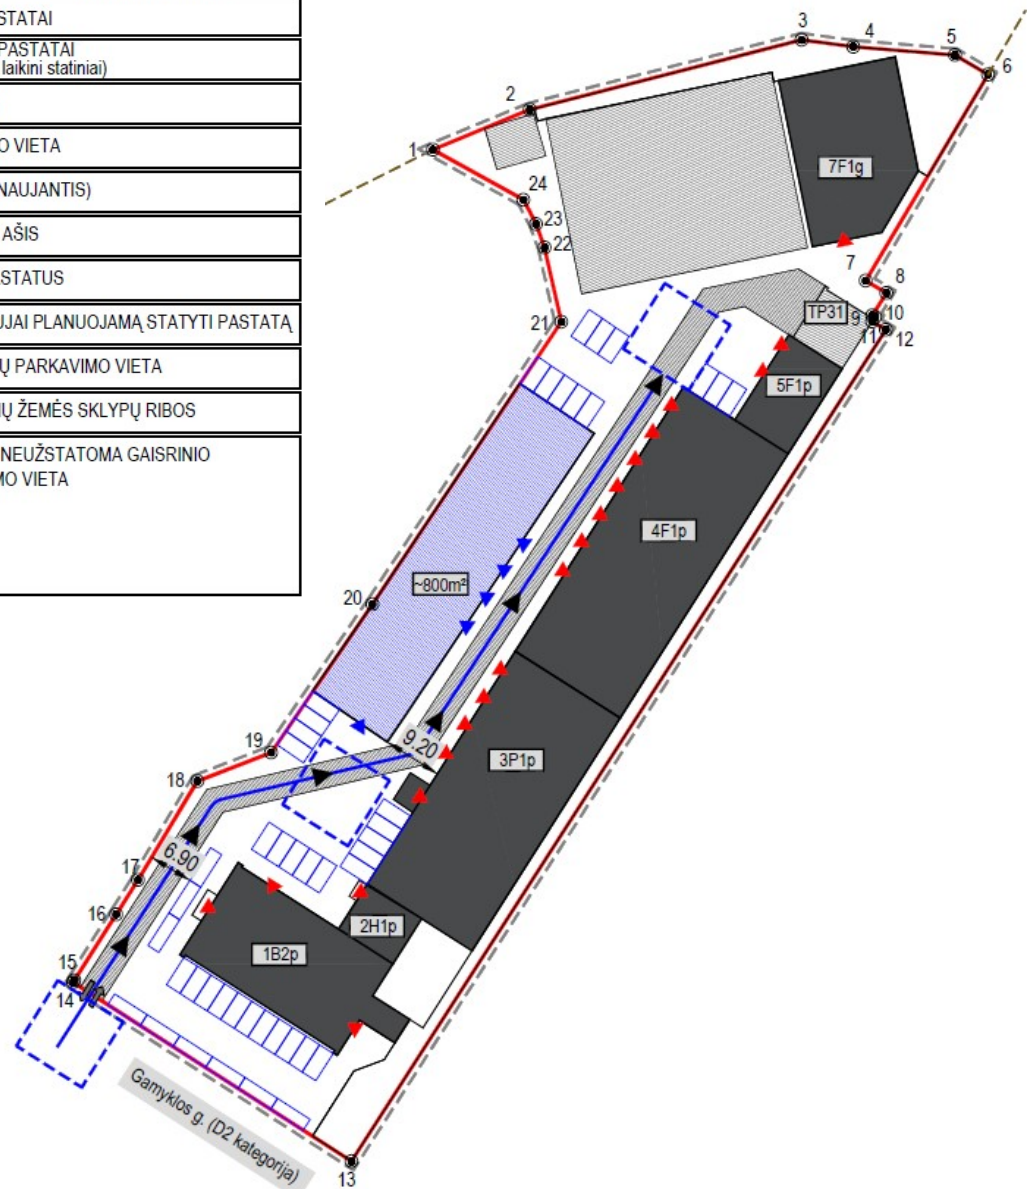 STATAI
PASTATAI
laikini statiniai)
O VIETA
NAUJANTIS)
AŠIS
STATUS
UJAI PLANUOJAMĄ STATYTI PASTATĄ
Ų PARKAVIMO VIETA
IŲ ŽEMĖS SKLYPŲ RIBOS
NEUŽSTATOMA GAISRINIO
MO VIETA
3
4
5
6
2
1
7F1g
24
23
22
7
8
TP31
9
10
11
12
21
5F1p
4F1p
~800m²
20
9.20
3P1p
19
18
6.90
17
16
2H1p
1B2p
15
14
Gamyklos g. (D2 kategorija)
13